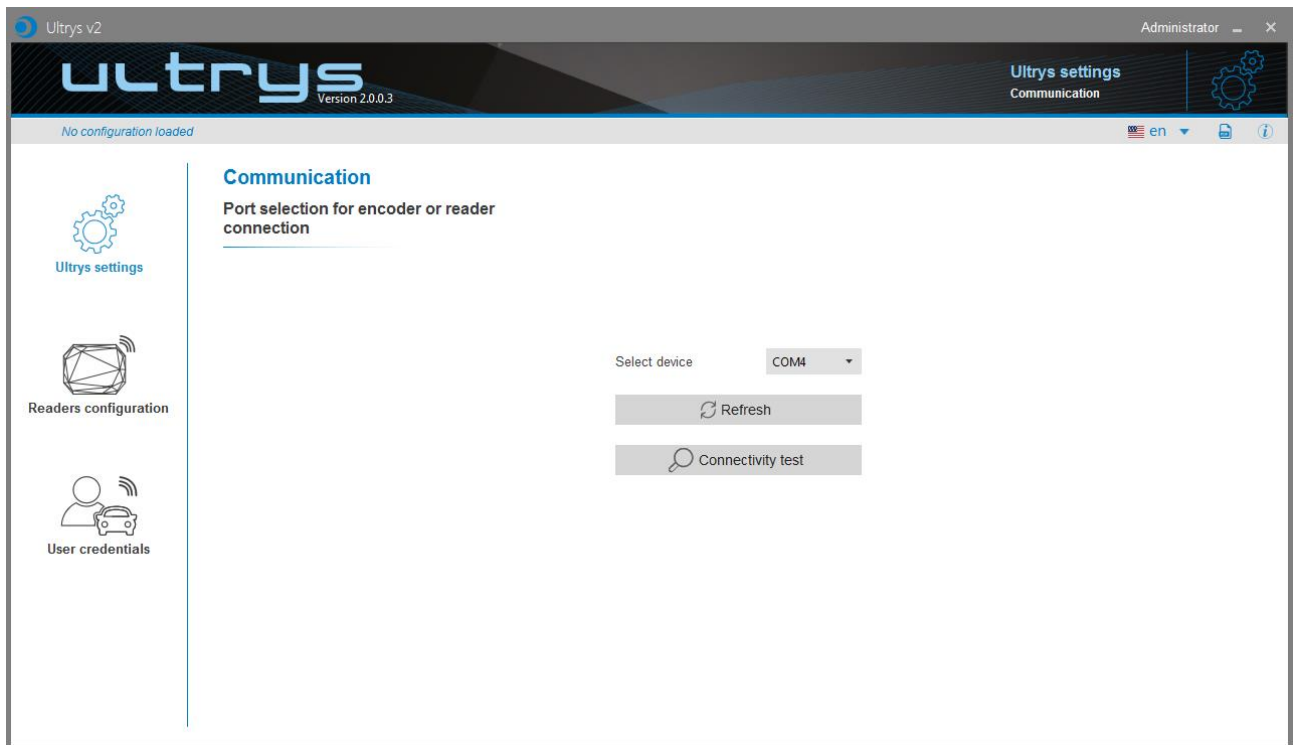 Ultrys v2
Administrator
ultrys
Version 2.0.0.3
Ultrys settings
Communication
No configuration loaded
en
Communication
Port selection for encoder or reader
connection
Ultrys settings
Select device
COM4
Refresh
Readers configuration
Connectivity test
User credentials